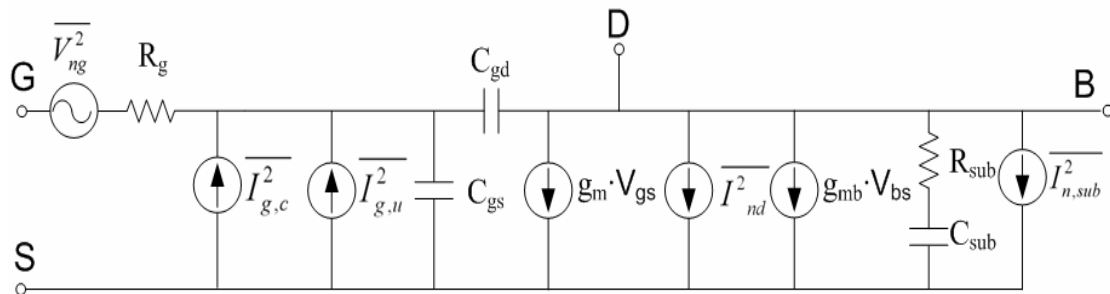 G
V²ng
Rg
Cgd
D
B
I²g,c
I²g,u
Cgs
gm·Vgs
I²nd
gmb·Vbs
Rsub
Csub
I²n,sub
S